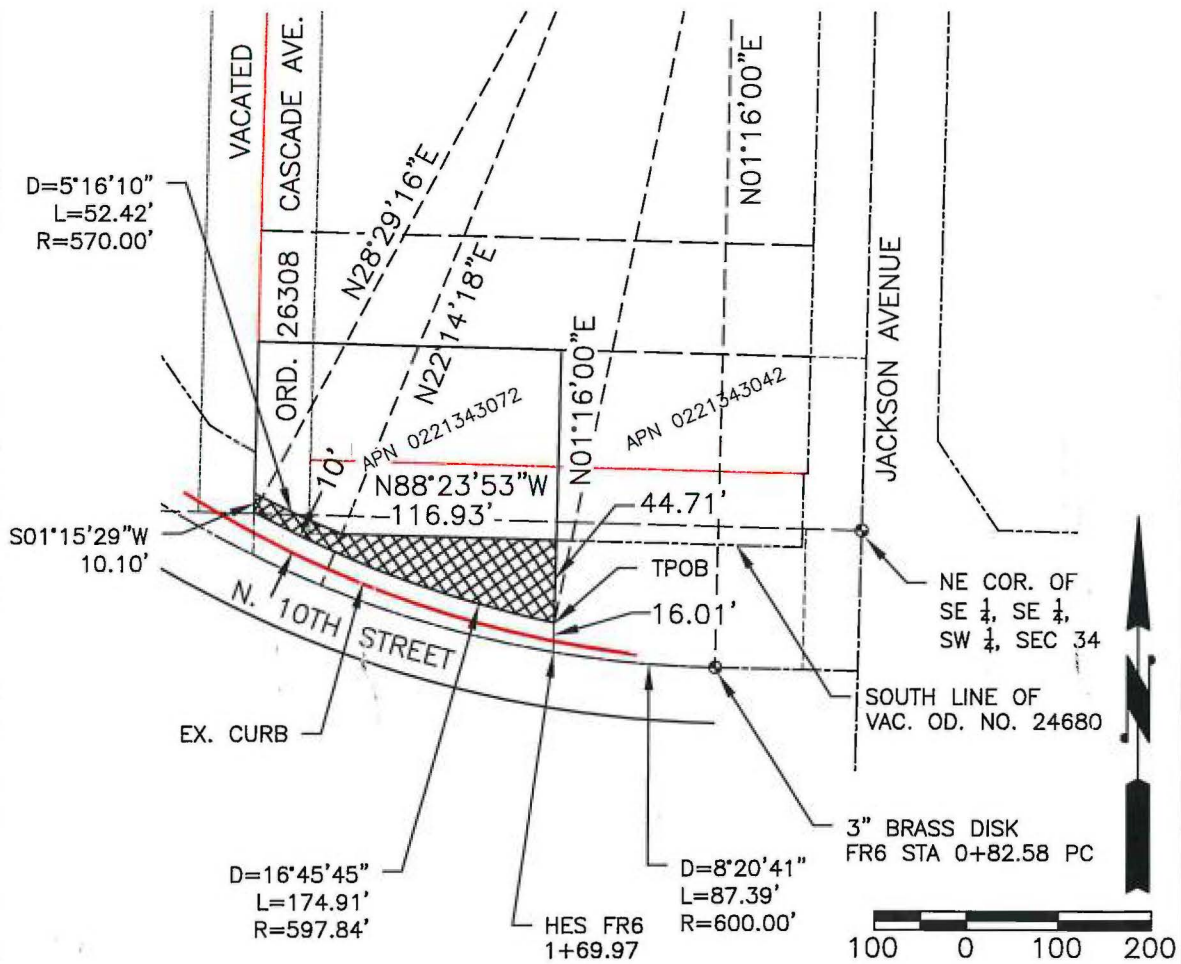 VACATED
CASCADE AVE.
ORD. 26308
D=5°16'10"
L=52.42'
R=570.00'
N28°29'16"E
N22°14'18"E
N01°16'00"E
N01°16'00"E
JACKSON AVENUE
APN 0221343072
APN 0221343042
10'
N88°23'53"W
116.93'
44.71'
S01°15'29"W
10.10'
TPOB
16.01'
NE COR. OF
SE ¼, SE ¼,
SW ¼, SEC 34
N. 10TH STREET
SOUTH LINE OF
VAC. OD. NO. 24680
EX. CURB
3" BRASS DISK
FR6 STA 0+82.58 PC
D=16°45'45"
L=174.91'
R=597.84'
HES FR6
1+69.97
D=8°20'41"
L=87.39'
R=600.00'
N
100 0 100 200